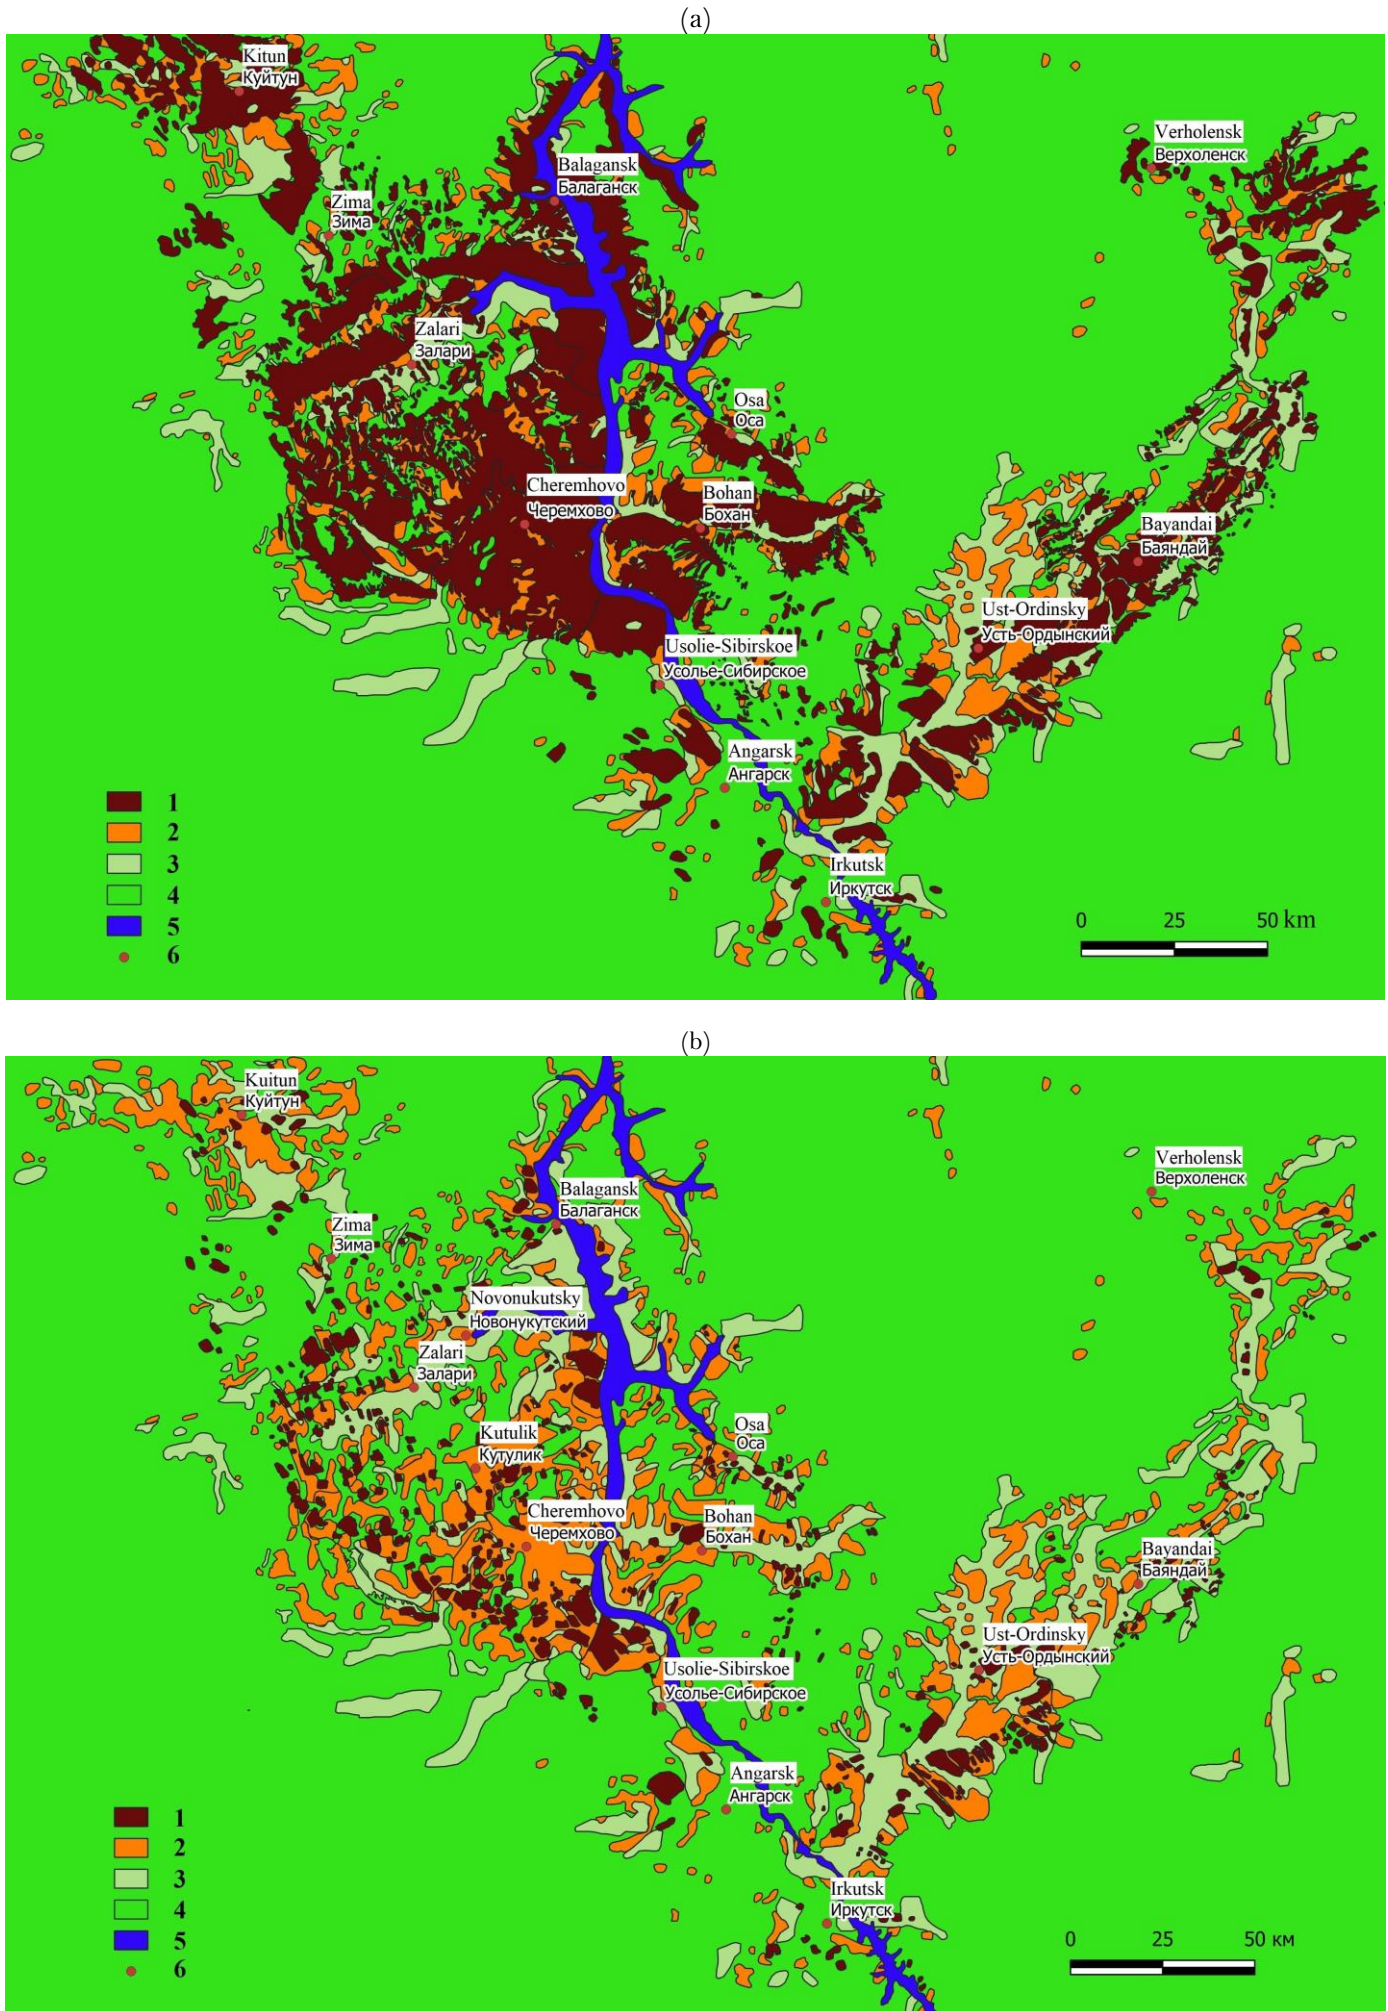 (a)
Kitun
Куйтун
Verholensk
Верхоленск
Balagansk
Балаганск
Zima
Зима
Zalari
Залари
Osa
Оса
Cheremhovo
Черемхово
Bohan
Бохан
Bayandai
Баяндай
Ust-Ordinsky
Усть-Ордынский
Usolie-Sibirskoe
Усолье-Сибирское
Angarsk
Ангарск
Irkutsk
Иркутск
1
2
3
4
5
6
0 25 50 km
(b)
Kuitun
Куйтун
Verholensk
Верхоленск
Balagansk
Балаганск
Zima
Зима
Novonukutsky
Новонукутский
Zalari
Залари
Kutulik
Кутулик
Osa
Оса
Cheremhovo
Черемхово
Bohan
Бохан
Bayandai
Баяндай
Ust-Ordinsky
Усть-Ордынский
Usolie-Sibirskoe
Усолье-Сибирское
Angarsk
Ангарск
Irkutsk
Иркутск
1
2
3
4
5
6
0 25 50 км